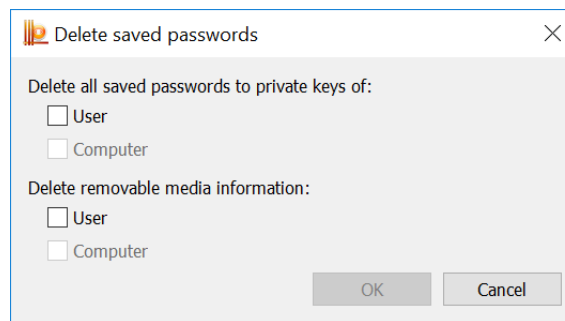 Delete saved passwords
Delete all saved passwords to private keys of:
User
Computer
Delete removable media information:
User
Computer
OK
Cancel